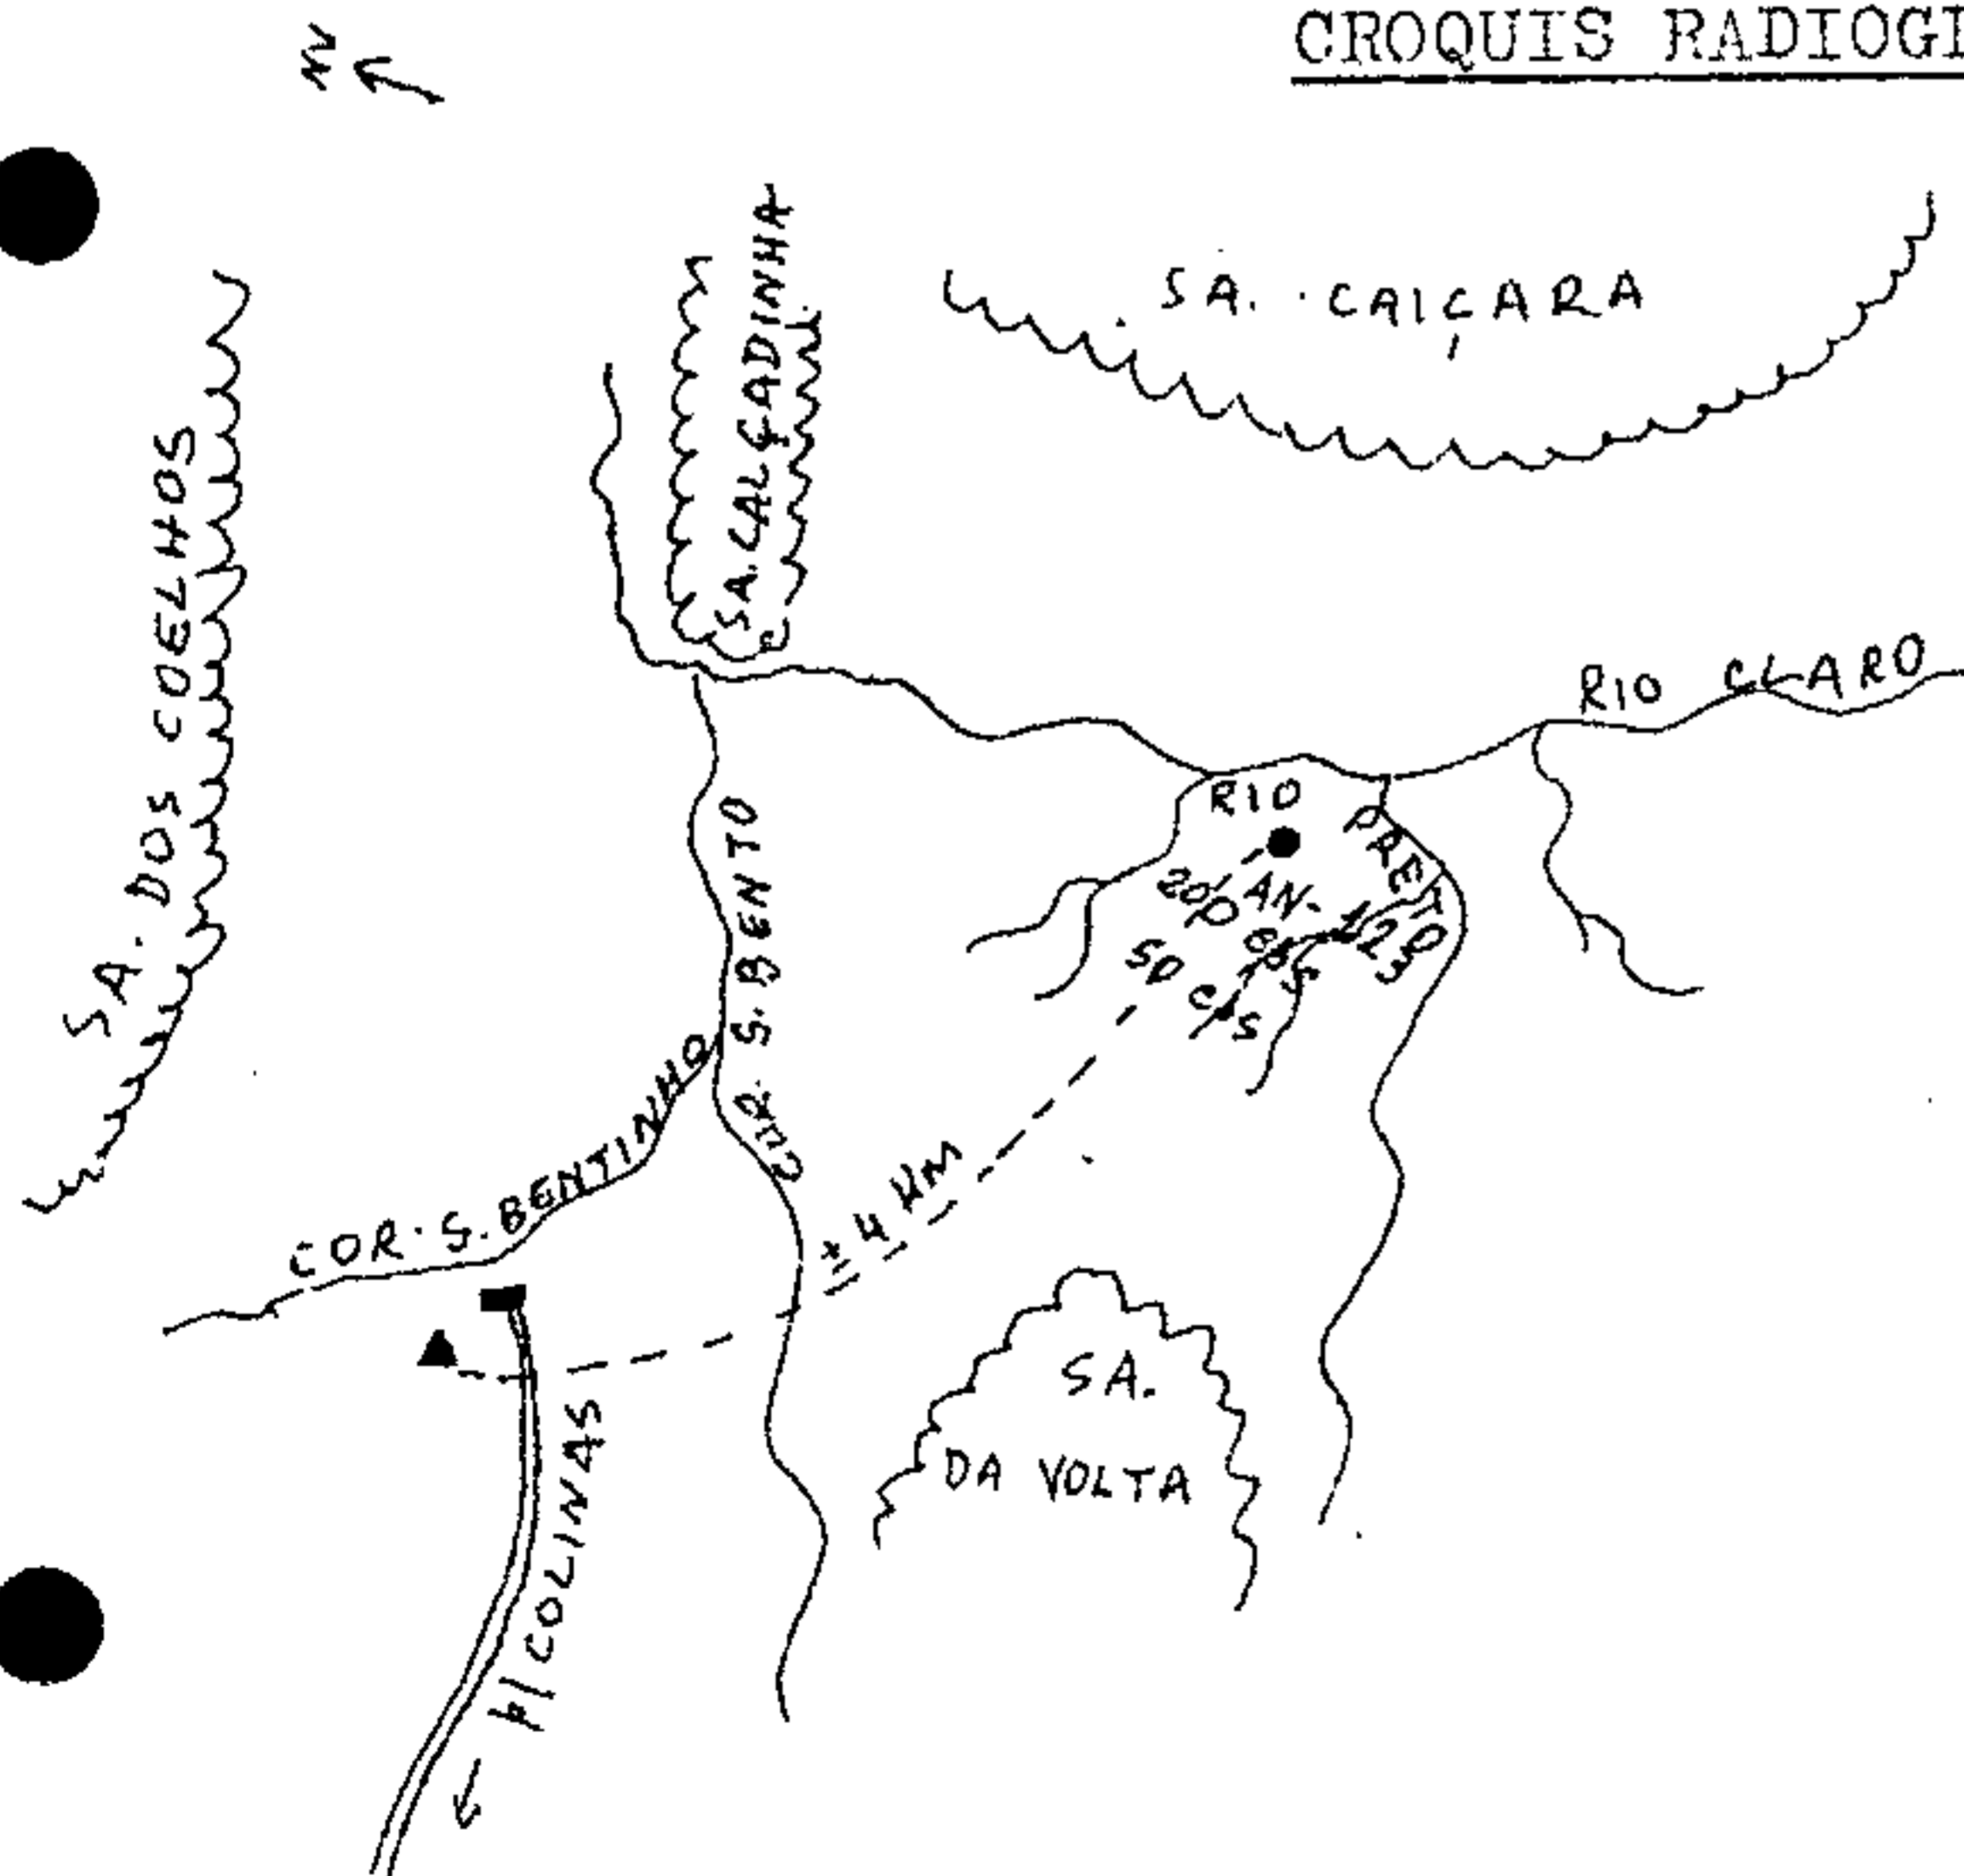 CROQUIS RADIOGI
N
SA. CAIÇARA
SA. CALÇADINHA
SA. DOS COELHOS
RIO CLARO
RIO PRETO
AN-123
200 cps
50 c/s
COR. S. BENTO
COR. S. BENTINHO
± 4 KM
SA.
DA VOLTA
P/COLINAS